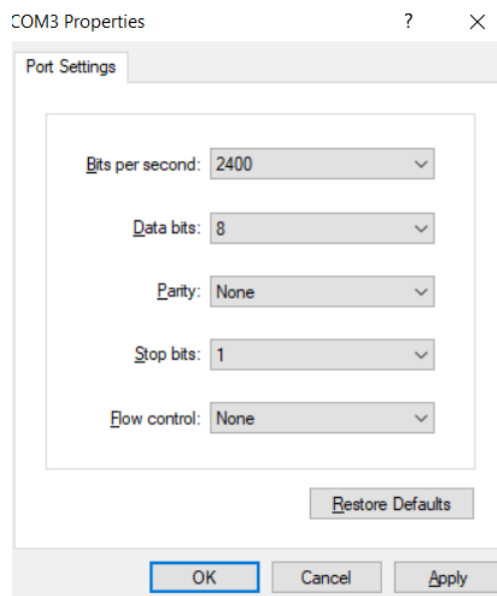 COM3 Properties ?
Port Settings
Bits per second: 2400
Data bits: 8
Parity: None
Stop bits: 1
Flow control: None
Restore Defaults
OK Cancel Apply